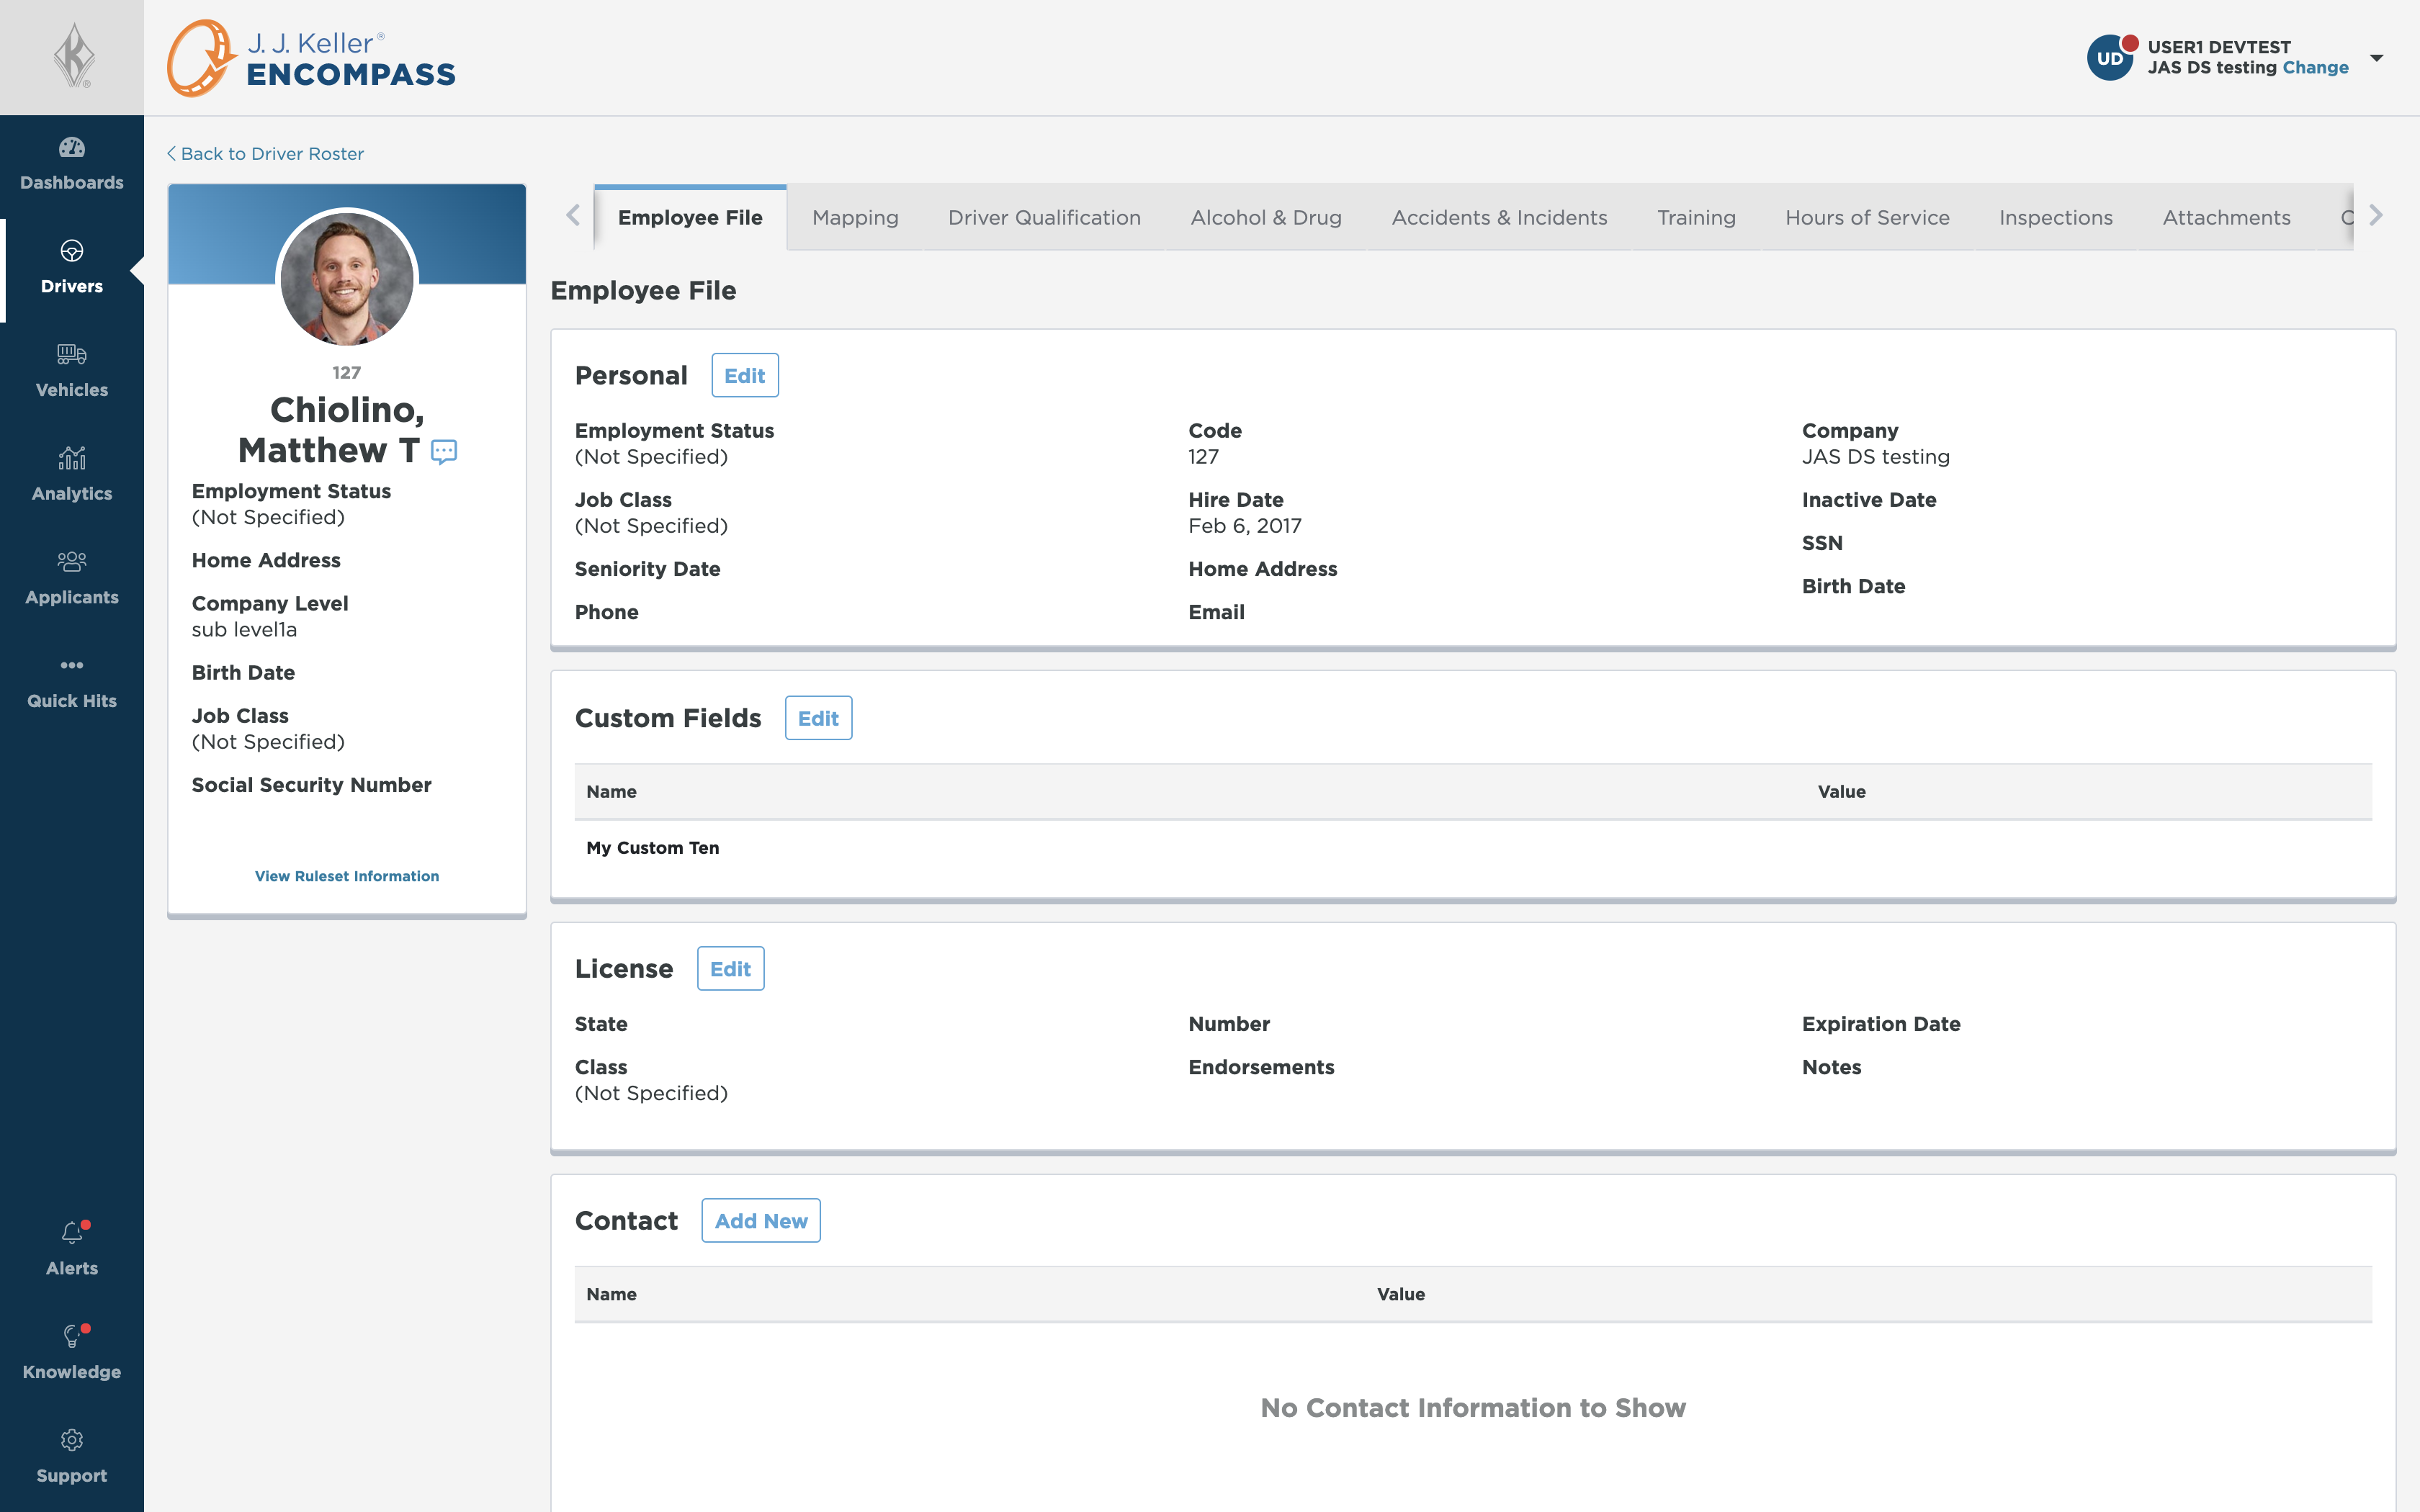 J. J. Keller®
ENCOMPASS
UD
USER1 DEVTEST
JAS DS testing Change
Dashboards
Drivers
Vehicles
Analytics
Applicants
Quick Hits
Alerts
Knowledge
Support
Back to Driver Roster
127
Chiolino,
Matthew T
Employment Status
(Not Specified)
Home Address
Company Level
sub level1a
Birth Date
Job Class
(Not Specified)
Social Security Number
View Ruleset Information
Employee File Mapping Driver Qualification Alcohol & Drug Accidents & Incidents Training Hours of Service Inspections Attachments
Employee File
Personal Edit
Employment Status
(Not Specified)
Job Class
(Not Specified)
Seniority Date
Phone
Code
127
Hire Date
Feb 6, 2017
Home Address
Email
Company
JAS DS testing
Inactive Date
SSN
Birth Date
Custom Fields Edit
Name Value
My Custom Ten
License Edit
State Number Expiration Date
Class Endorsements Notes
(Not Specified)
Contact Add New
Name Value
No Contact Information to Show